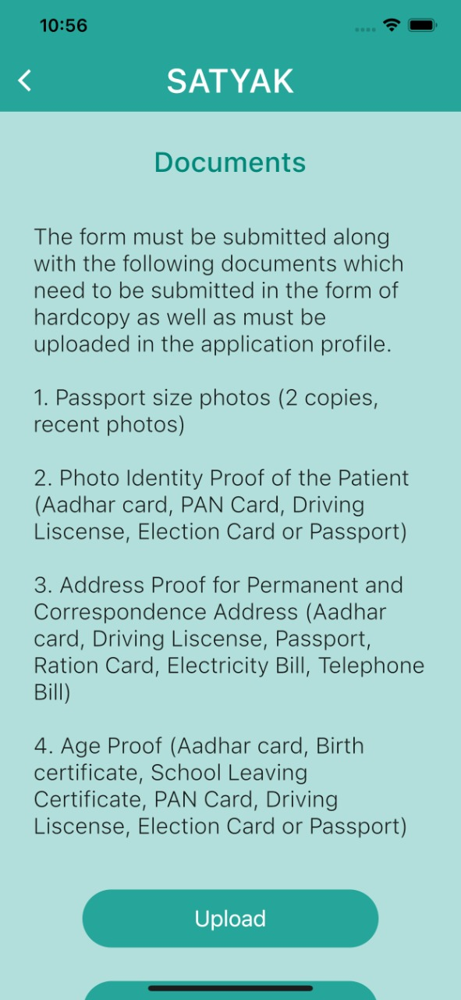 10:56
SATYAK
Documents
The form must be submitted along
with the following documents which
need to be submitted in the form of
hardcopy as well as must be
uploaded in the application profile.
1. Passport size photos (2 copies,
recent photos)
2. Photo Identity Proof of the Patient
(Aadhar card, PAN Card, Driving
Liscense, Election Card or Passport)
3. Address Proof for Permanent and
Correspondence Address (Aadhar
card, Driving Liscense, Passport,
Ration Card, Electricity Bill, Telephone
Bill)
4. Age Proof (Aadhar card, Birth
certificate, School Leaving
Certificate, PAN Card, Driving
Liscense, Election Card or Passport)
Upload